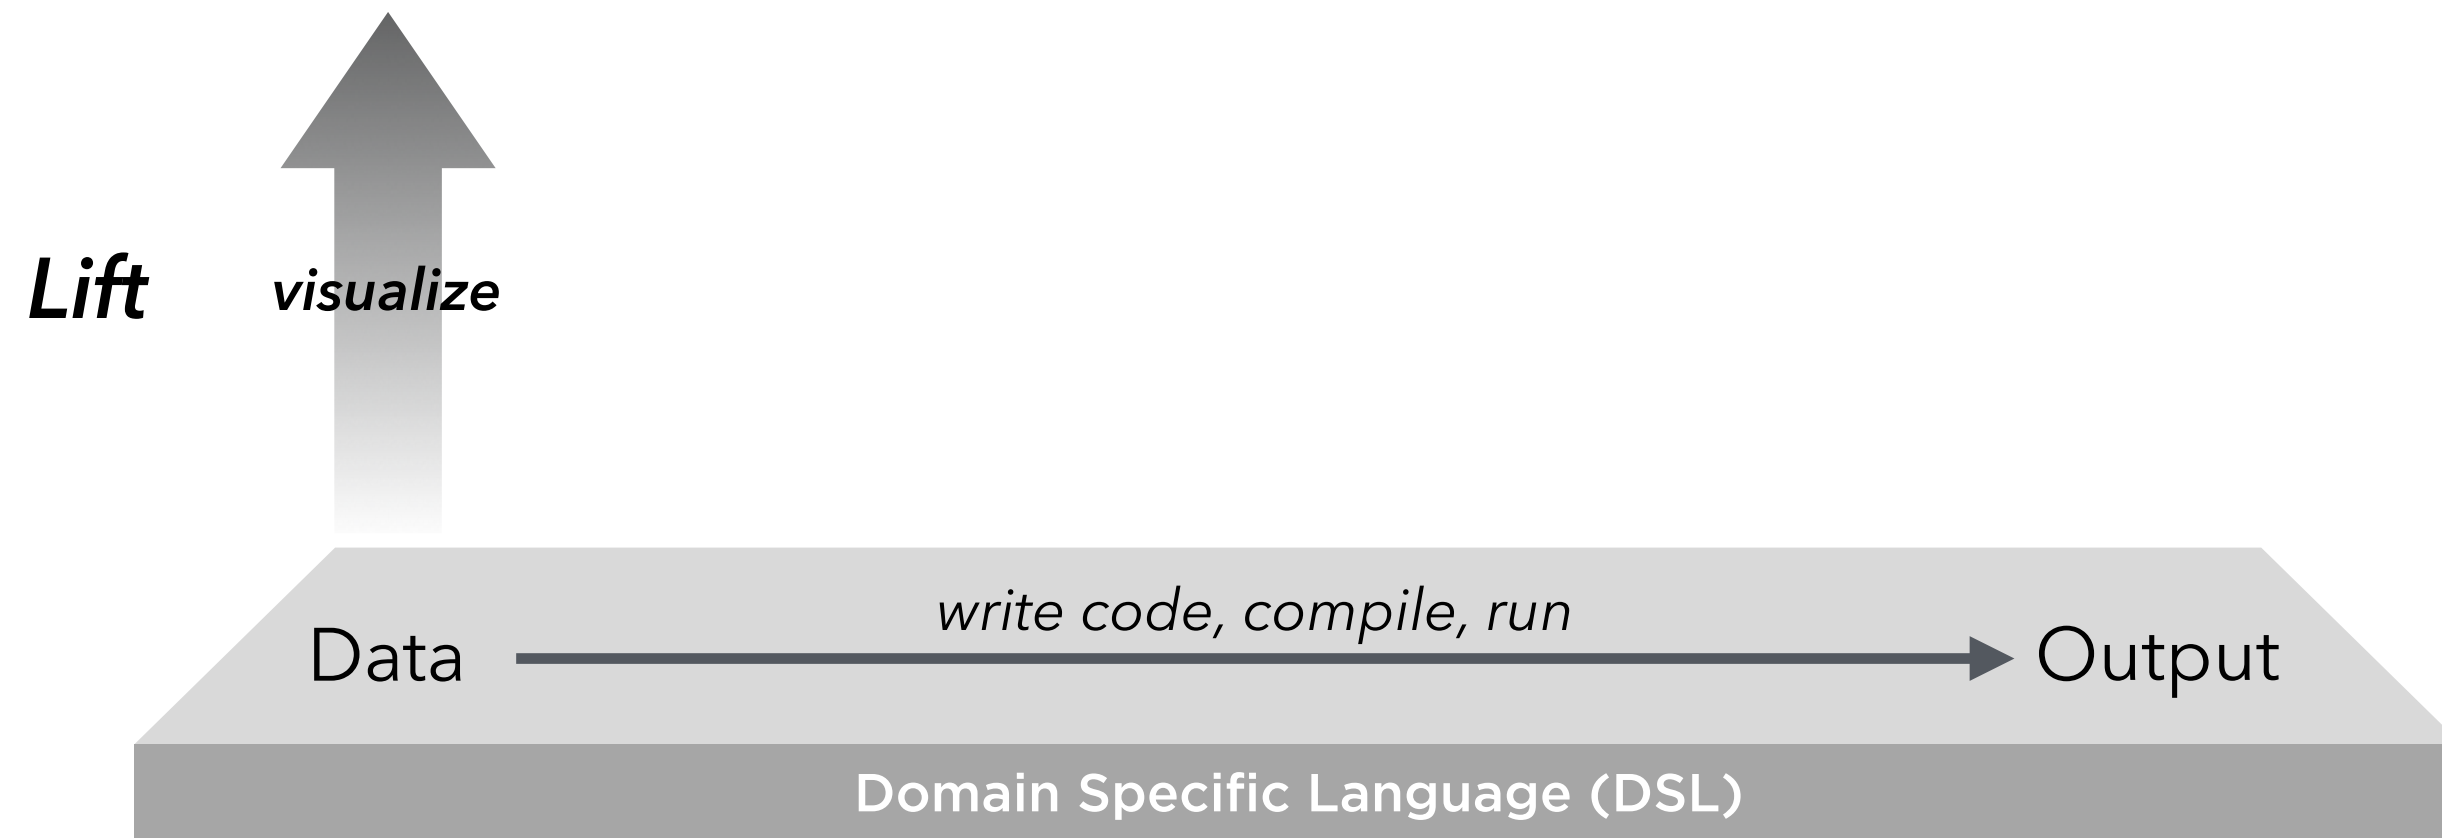 Lift
visualize
write code, compile, run
Data
Output
Domain Specific Language (DSL)